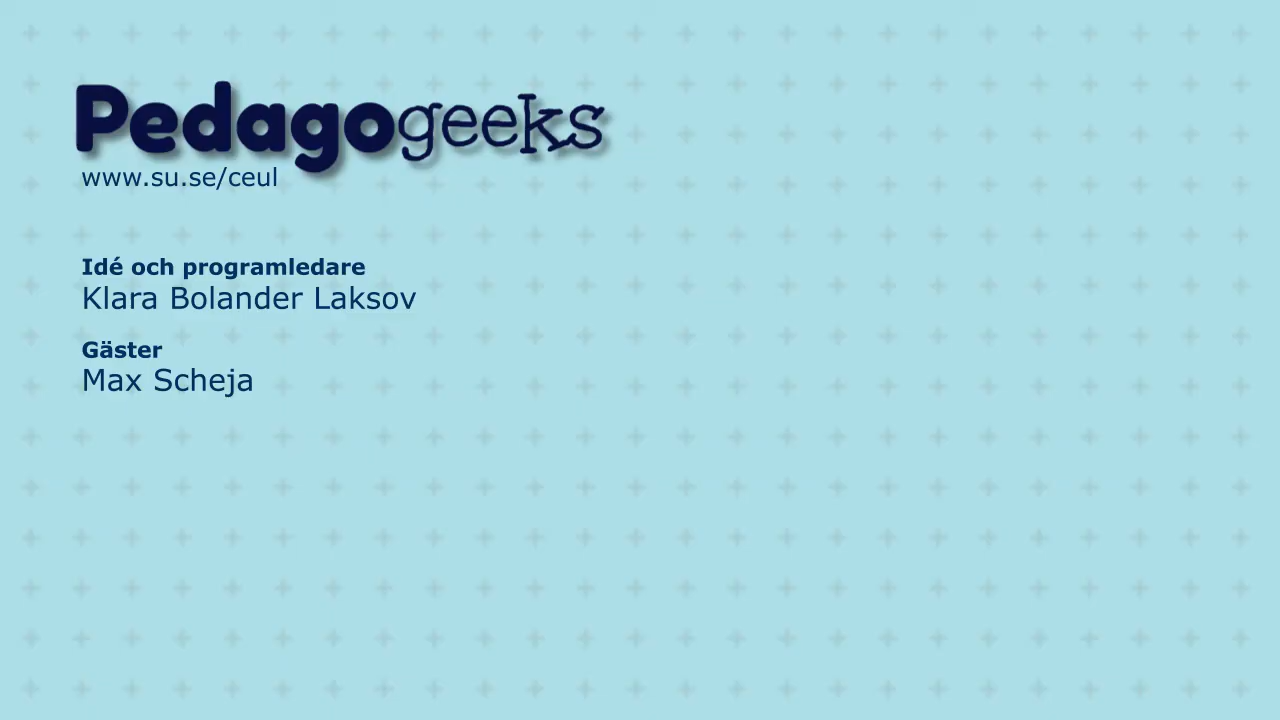 Pedagogeeks
www.su.se/ceul
Idé och programledare
Klara Bolander Laksov
Gäster
Max Scheja